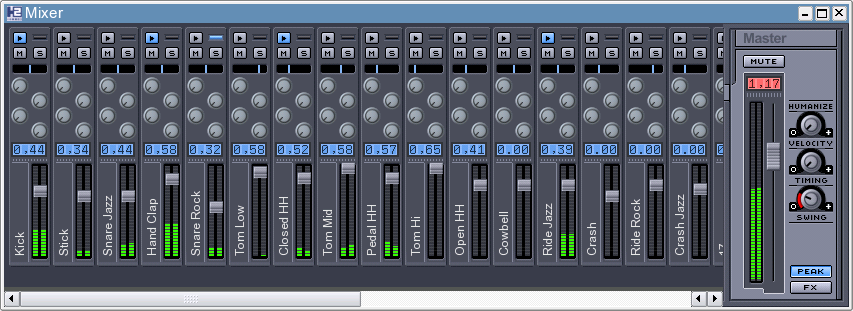 H2 Mixer
Master
M S M S M S M S M S M S M S M S M S M S M S M S M S M S M S M S
MUTE
1,17
HUMANIZE
VELOCITY
TIMING
SWING
0,44 0,34 0,44 0,58 0,32 0,58 0,52 0,58 0,57 0,65 0,41 0.00 0,39 0.00 0.00 0.00
Kick
Stick
Snare Jazz
Hand Clap
Snare Rock
Tom Low
Closed HH
Tom Mid
Pedal HH
Tom Hi
Open HH
Cowbell
Ride Jazz
Crash
Ride Rock
Crash Jazz
17
PEAK
FX